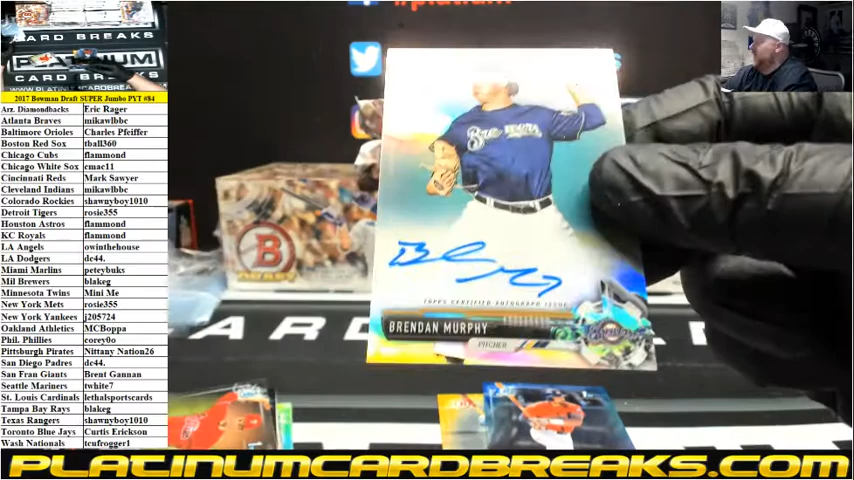 CARD BREAKS
PLATINUM
CARD BREAKS
2017 Bowman Draft SUPER Jumbo PYT #84
Arz. Diamondbacks Eric Rager
Atlanta Braves mikawlbbc
Baltimore Orioles Charles Pfeiffer
Boston Red Sox tball360
Chicago Cubs flammond
Chicago White Sox cmac11
Cincinnati Reds Mark Sawyer
Cleveland Indians mikawlbbc
Colorado Rockies shawnyboy1010
Detroit Tigers rosie355
Houston Astros flammond
KC Royals flammond
LA Angels owinthehouse
LA Dodgers dc44.
Miami Marlins peteybuks
Mil Brewers blakeg
Minnesota Twins Mini Me
New York Mets rosie355
New York Yankees j205724
Oakland Athletics MCBoppa
Phil. Phillies corey0o
Pittsburgh Pirates Nittany Nation26
San Diego Padres dc44.
San Fran Giants Brent Gannan
Seattle Mariners twhite7
St. Louis Cardinals lethalsportscards
Tampa Bay Rays blakeg
Texas Rangers shawnyboy1010
Toronto Blue Jays Curtis Erickson
Wash Nationals tcufrogger1
Brewers
TOPPS CERTIFIED AUTOGRAPH ISSUE
BRENDAN MURPHY
PITCHER
B
CARD
PLATINUMCARDBREAKS.COM